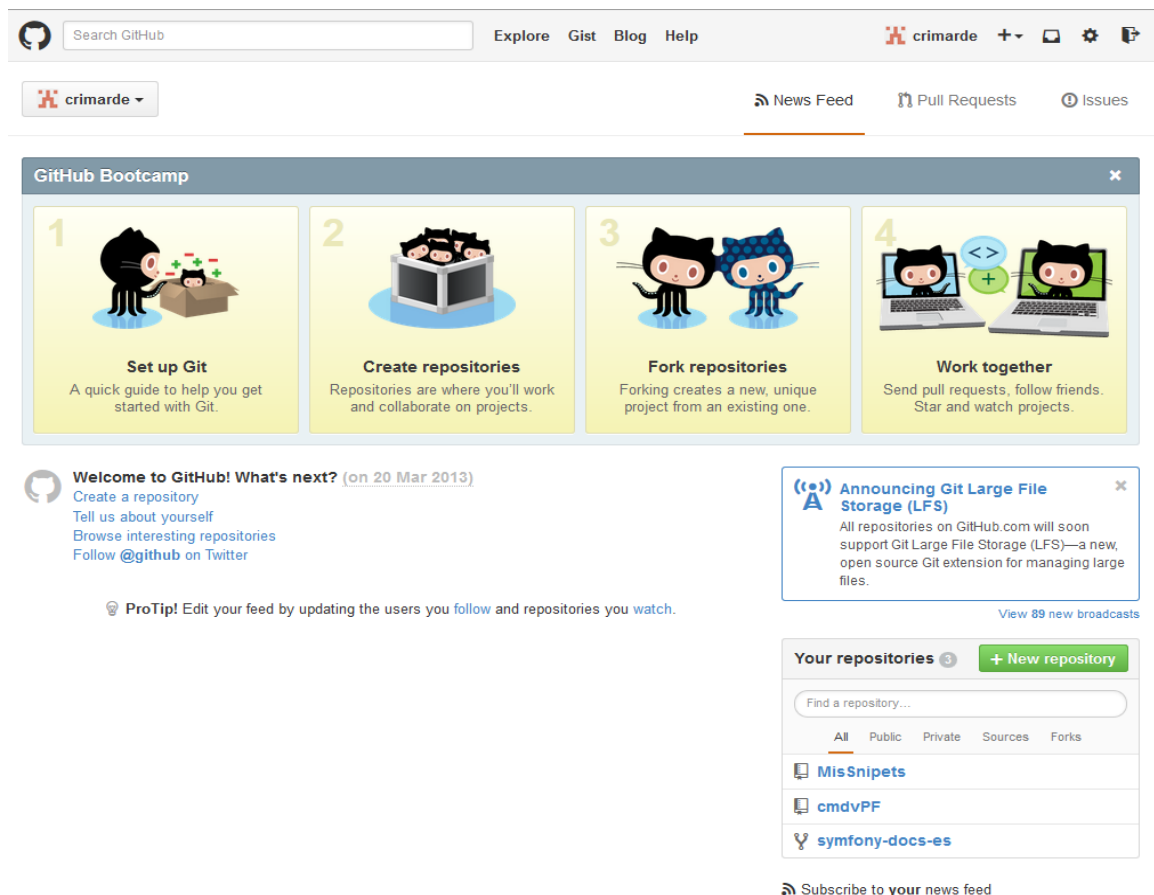 Search GitHub
Explore Gist Blog Help
crimarde
crimarde
News Feed Pull Requests Issues
GitHub Bootcamp
1
Set up Git
A quick guide to help you get
started with Git.
2
Create repositories
Repositories are where you'll work
and collaborate on projects.
3
Fork repositories
Forking creates a new, unique
project from an existing one.
4
Work together
Send pull requests, follow friends.
Star and watch projects.
Welcome to GitHub! What's next? (on 20 Mar 2013)
Create a repository
Tell us about yourself
Browse interesting repositories
Follow @github on Twitter
ProTip! Edit your feed by updating the users you follow and repositories you watch.
Announcing Git Large File
Storage (LFS)
All repositories on GitHub.com will soon
support Git Large File Storage (LFS)—a new,
open source Git extension for managing large
files.
View 89 new broadcasts
Your repositories 3 + New repository
Find a repository...
All Public Private Sources Forks
MisSnipets
cmdvPF
symfony-docs-es
Subscribe to your news feed